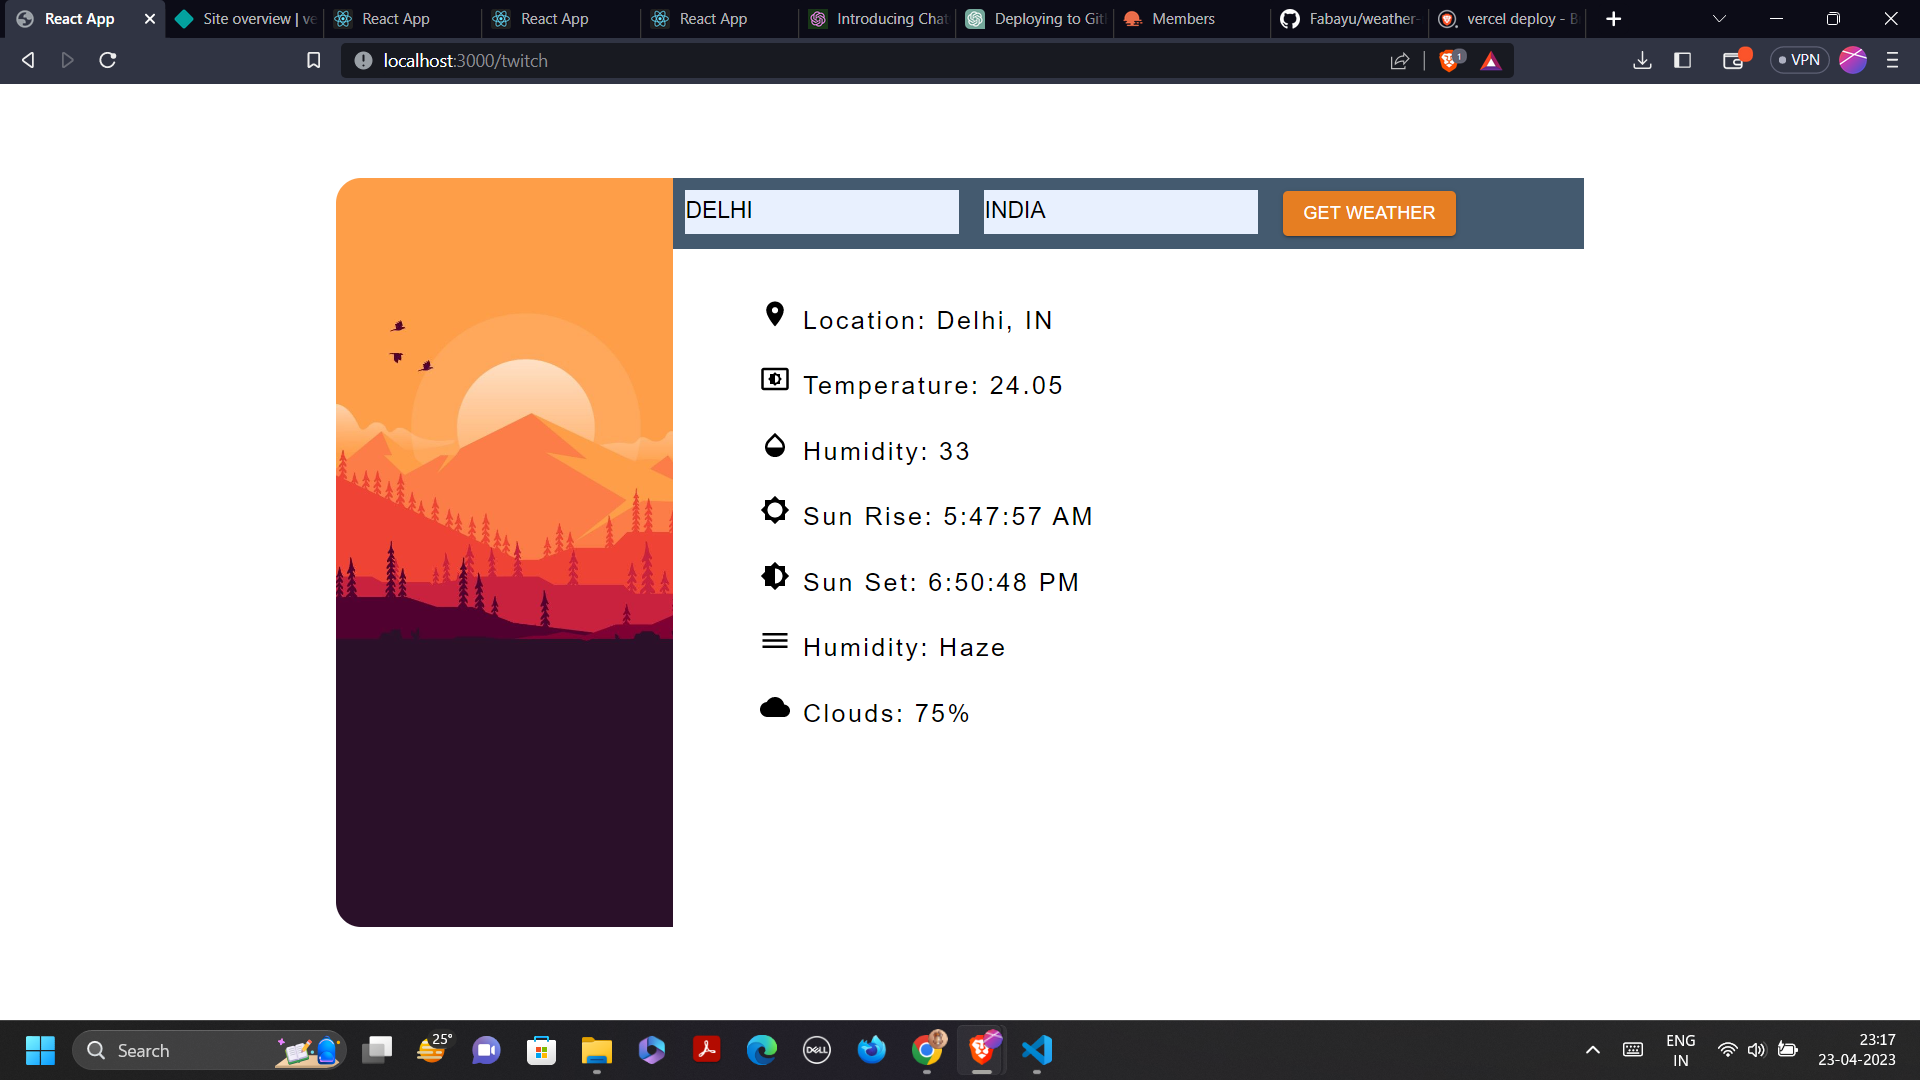 React App
Site overview | ve
React App
React App
React App
Introducing Chat
Deploying to Git
Members
Fabayu/weather-
vercel deploy - B
localhost:3000/twitch
1
VPN
DELHI
INDIA
GET WEATHER
Location: Delhi, IN
Temperature: 24.05
Humidity: 33
Sun Rise: 5:47:57 AM
Sun Set: 6:50:48 PM
Humidity: Haze
Clouds: 75%
Search
25°
DELL
ENG
IN
23:17
23-04-2023